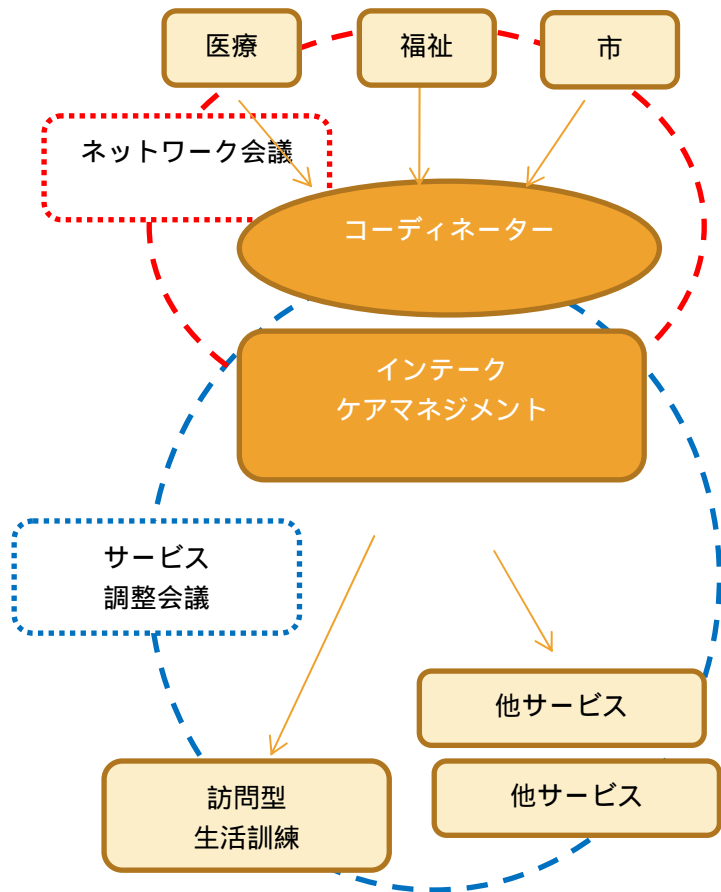 医療
福祉
市
ネットワーク会議
コーディネーター
インテーク
ケアマネジメント
サービス
調整会議
他サービス
他サービス
訪問型
生活訓練